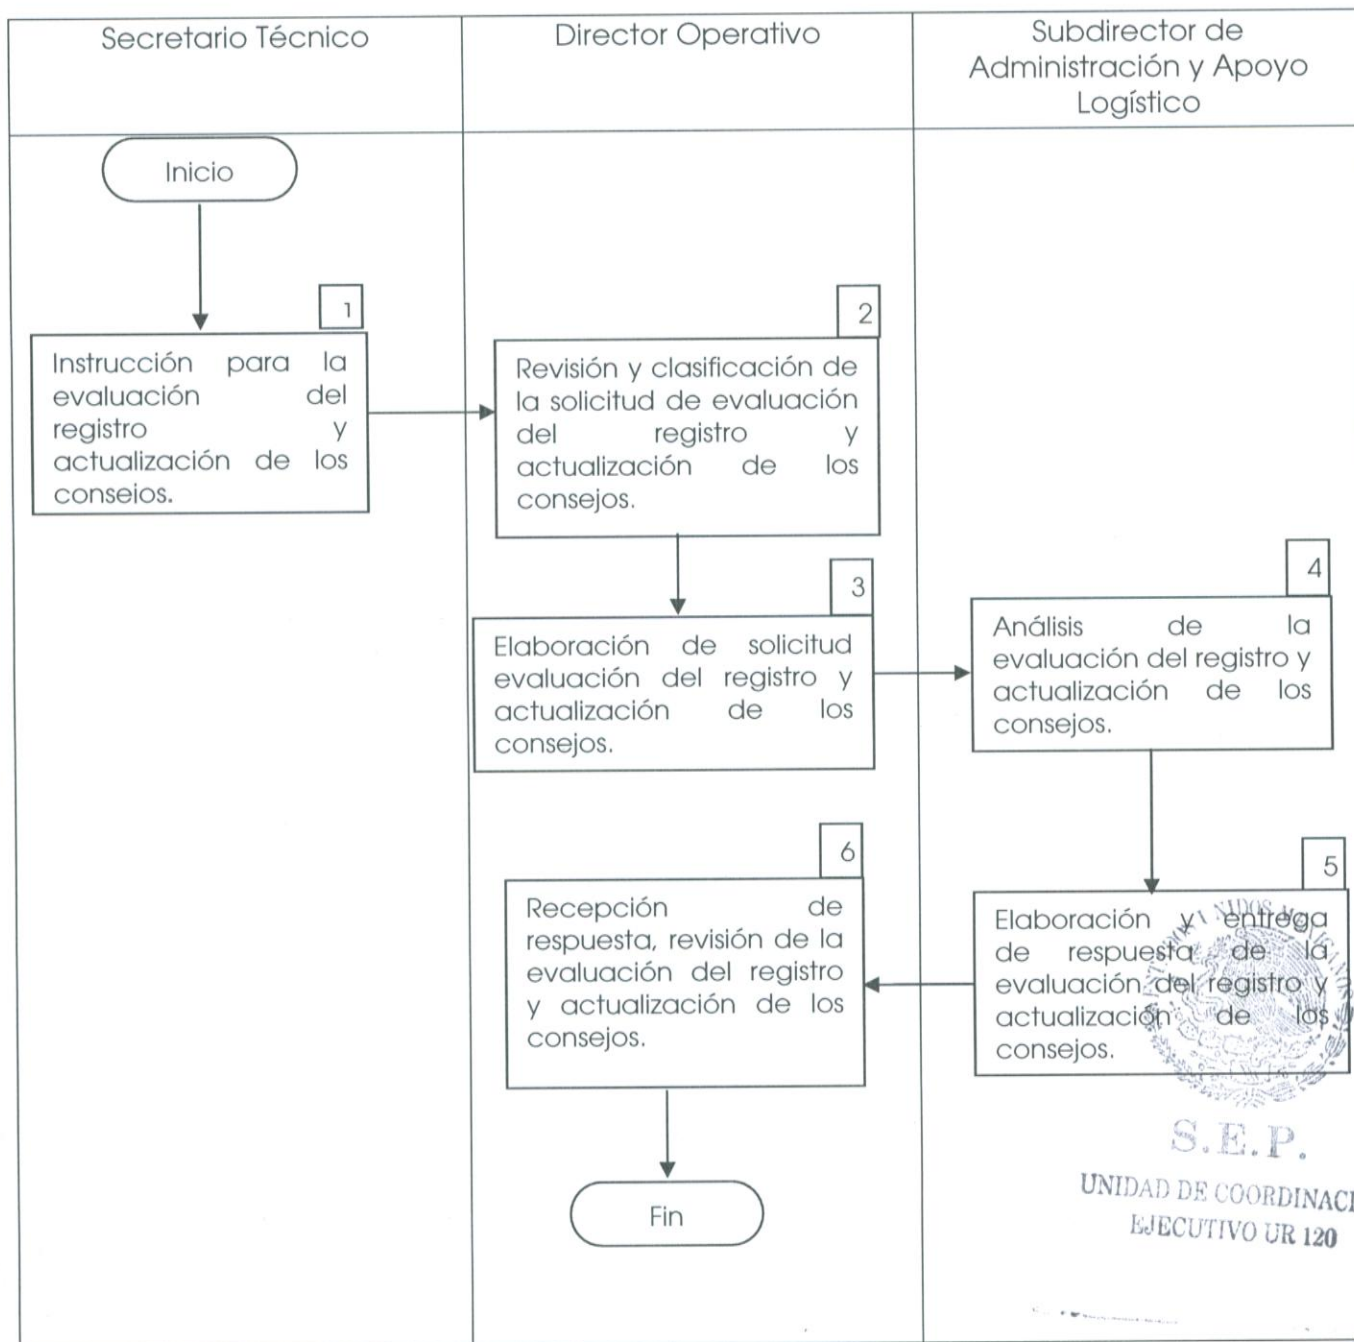 Secretario Técnico
Director Operativo
Subdirector de
Administración y Apoyo
Logístico
Inicio
1
Instrucción para la
evaluación del
registro y
actualización de los
conseios.
2
Revisión y clasificación de
la solicitud de evaluación
del registro y
actualización de los
consejos.
3
Elaboración de solicitud
evaluación del registro y
actualización de los
consejos.
4
Análisis de la
evaluación del registro y
actualización de los
consejos.
5
Elaboración y entrega
de respuesta de la
evaluación del registro y
actualización de los
consejos.
6
Recepción de
respuesta, revisión de la
evaluación del registro
y actualización de los
consejos.
Fin
S.E.P.
UNIDAD DE COORDINACI
EJECUTIVO UR 120